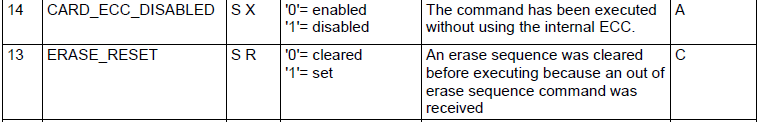 14 CARD_ECC_DISABLED S X '0'= enabled The command has been executed A
'1'= disabled without using the internal ECC.
13 ERASE_RESET S R '0'= cleared An erase sequence was cleared C
'1'= set before executing because an out of
erase sequence command was
received